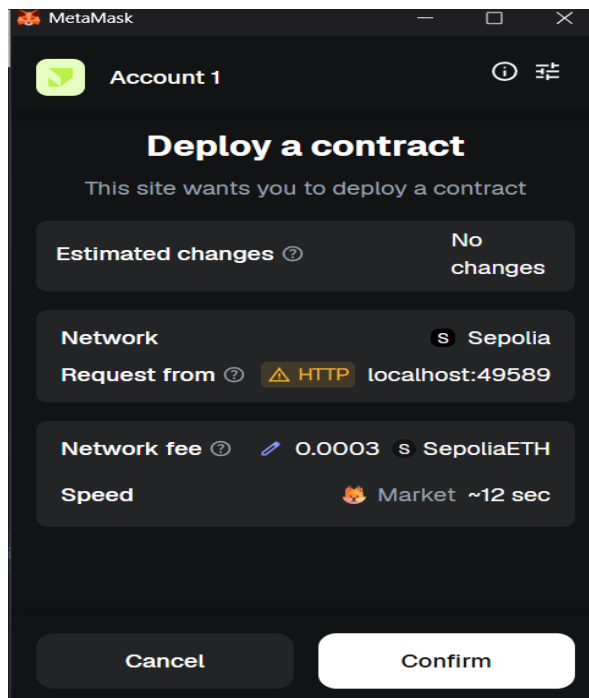 MetaMask
Account 1
Deploy a contract
This site wants you to deploy a contract
Estimated changes No changes
Network S Sepolia
Request from HTTP localhost:49589
Network fee 0.0003 S SepoliaETH
Speed Market ~12 sec
Cancel Confirm